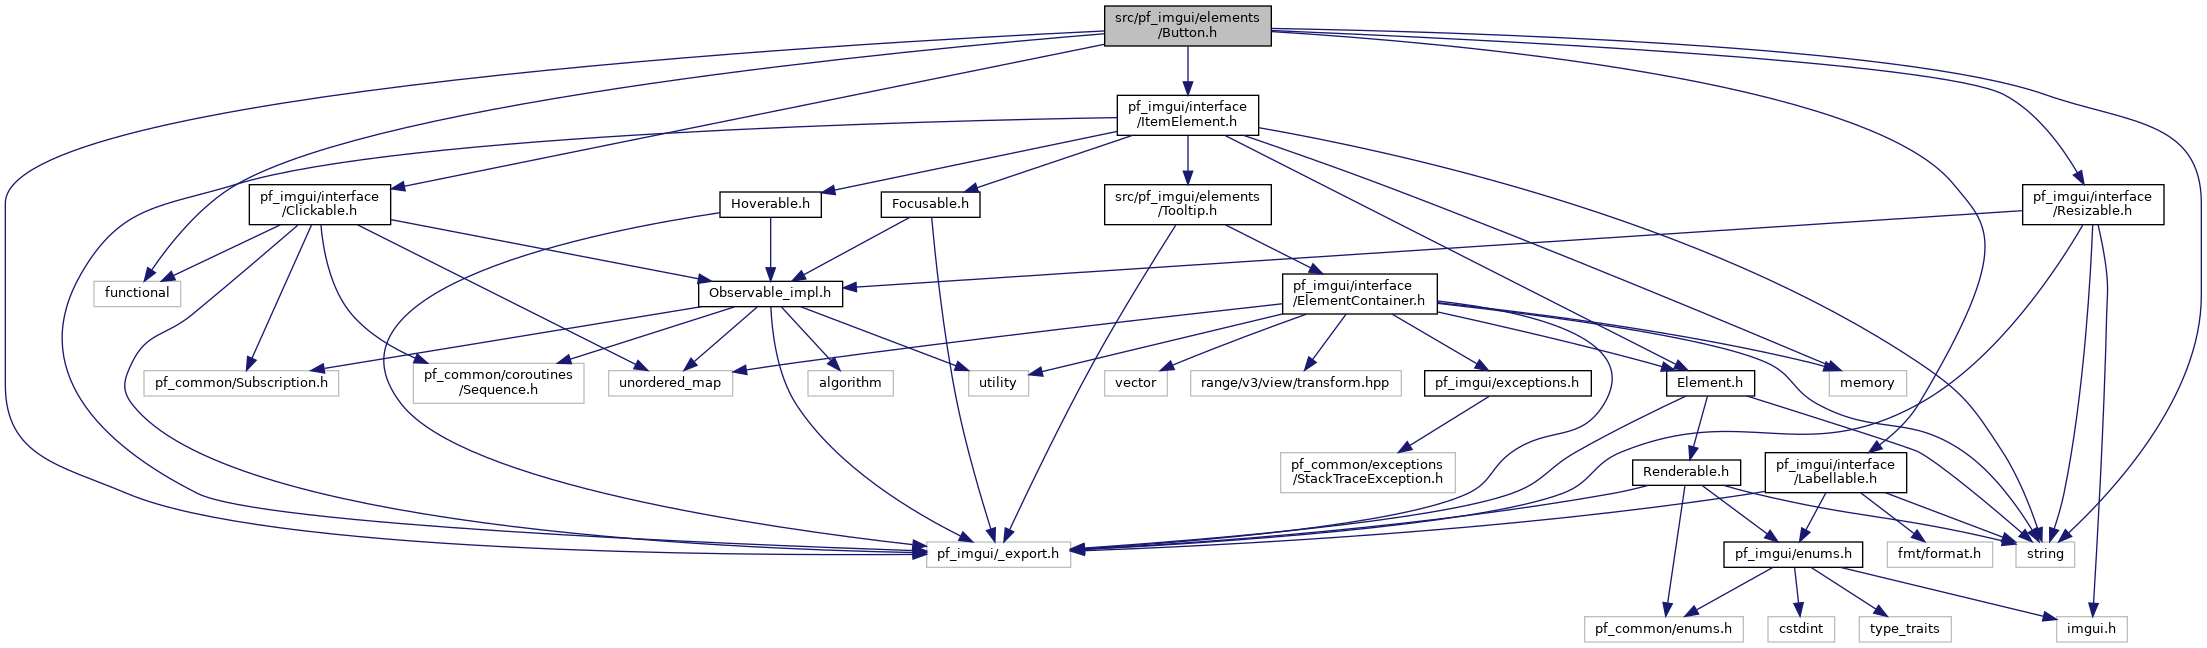 src/pf_imgui/elements
/Button.h
pf_imgui/interface
/ItemElement.h
pf_imgui/interface
/Clickable.h
Hoverable.h
Focusable.h
src/pf_imgui/elements
/Tooltip.h
pf_imgui/interface
/Resizable.h
functional
Observable_impl.h
pf_imgui/interface
/ElementContainer.h
pf_common/Subscription.h
pf_common/coroutines
/Sequence.h
unordered_map
algorithm
utility
vector
range/v3/view/transform.hpp
pf_imgui/exceptions.h
Element.h
memory
pf_common/exceptions
/StackTraceException.h
Renderable.h
pf_imgui/interface
/Labellable.h
pf_imgui/_export.h
pf_imgui/enums.h
fmt/format.h
string
pf_common/enums.h
cstdint
type_traits
imgui.h